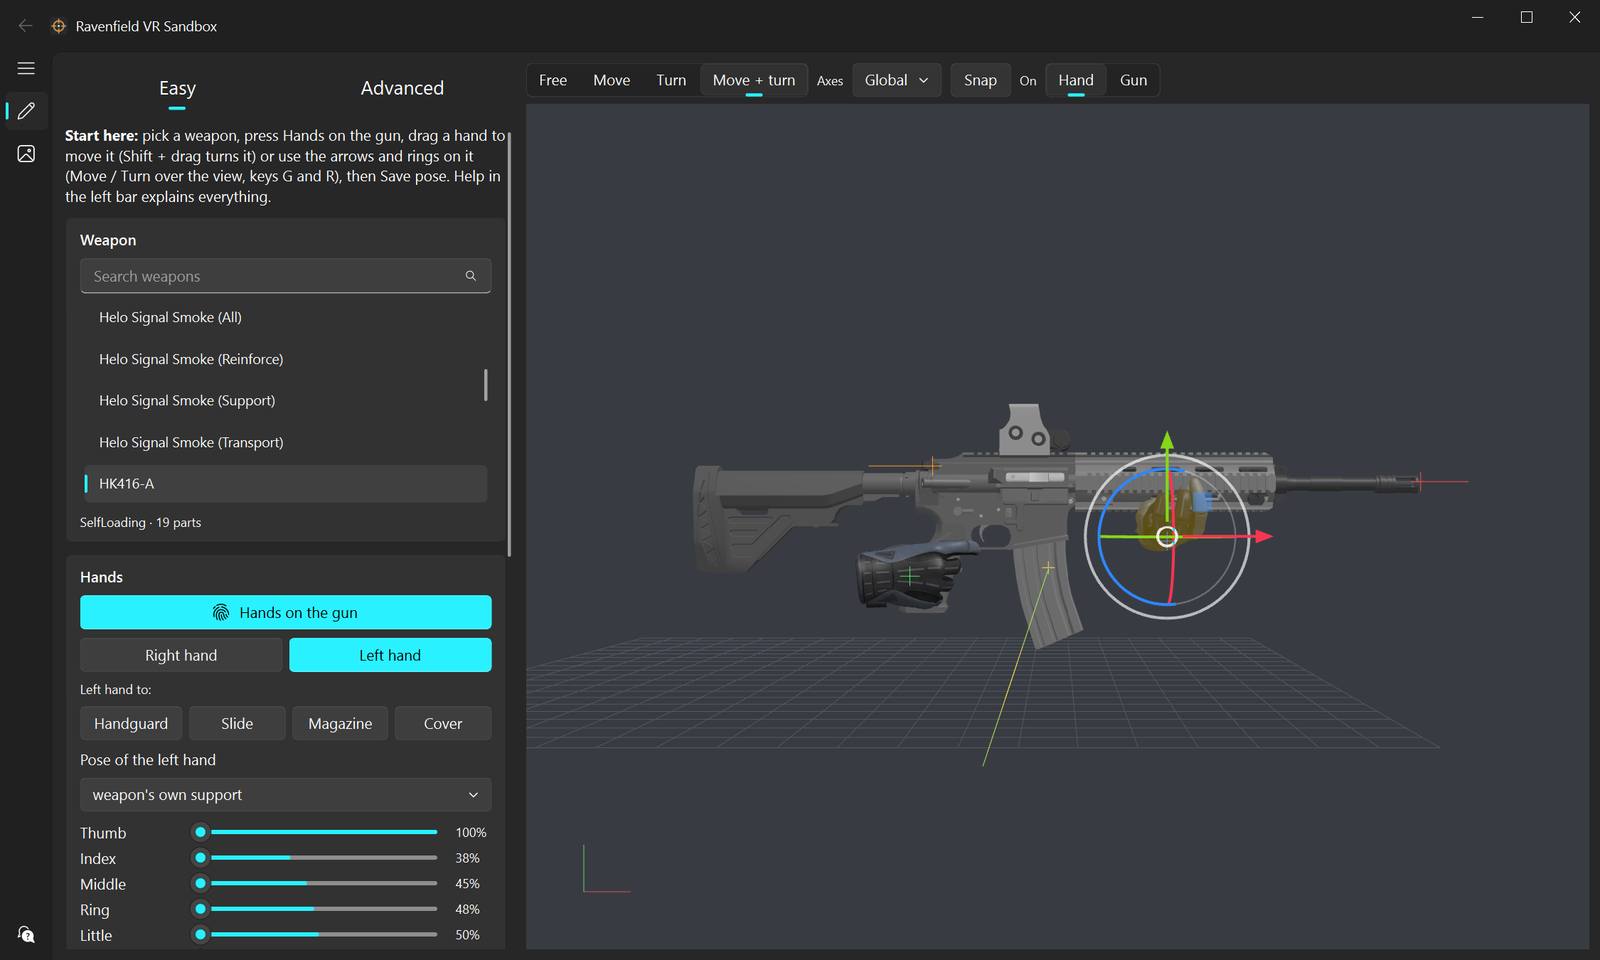 Ravenfield VR Sandbox
Easy
Advanced
Free
Move
Turn
Move + turn
Axes
Global
Snap
On
Hand
Gun
Start here: pick a weapon, press Hands on the gun, drag a hand to
move it (Shift + drag turns it) or use the arrows and rings on it
(Move / Turn over the view, keys G and R), then Save pose. Help in
the left bar explains everything.
Weapon
Search weapons
Helo Signal Smoke (All)
Helo Signal Smoke (Reinforce)
Helo Signal Smoke (Support)
Helo Signal Smoke (Transport)
HK416-A
SelfLoading · 19 parts
Hands
Hands on the gun
Right hand
Left hand
Left hand to:
Handguard
Slide
Magazine
Cover
Pose of the left hand
weapon's own support
Thumb 100%
Index 38%
Middle 45%
Ring 48%
Little 50%